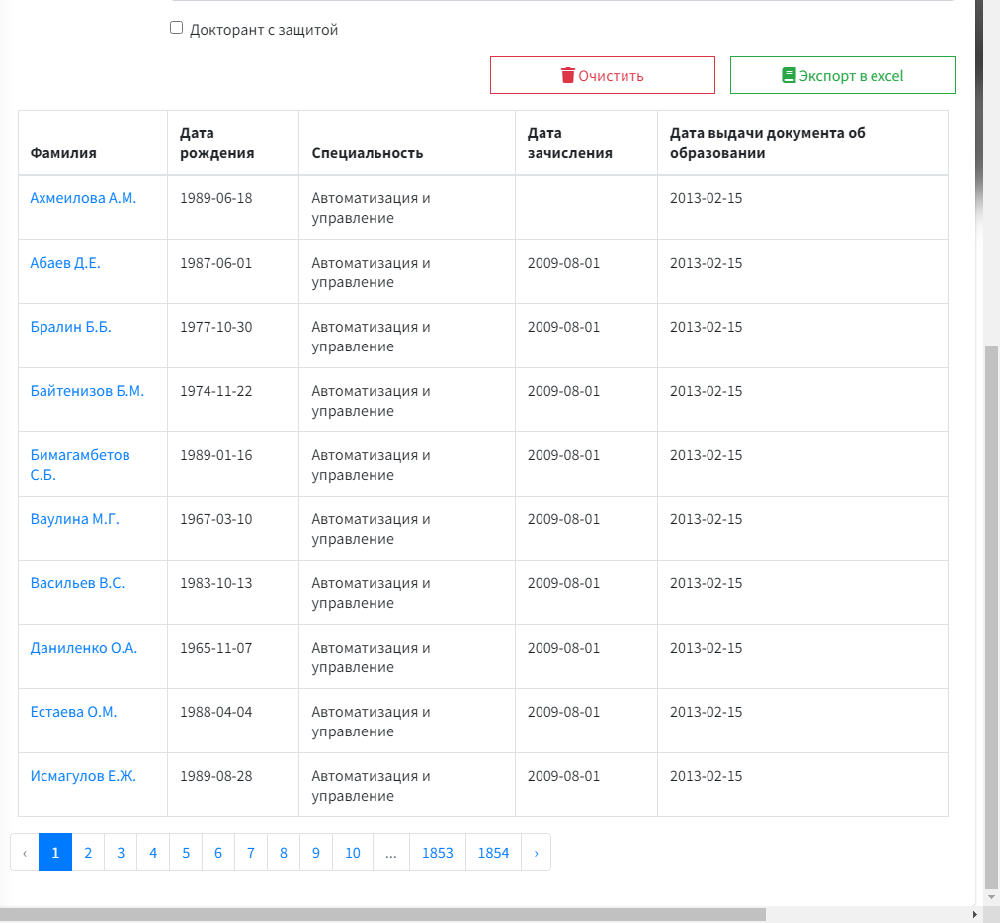 Докторант с защитой
Очистить
Экспорт в excel
Фамилия
Дата
рождения
Специальность
Дата
зачисления
Дата выдачи документа об
образовании
Ахмеилова А.М.
1989-06-18
Автоматизация и
управление
2013-02-15
Абаев Д.Е.
1987-06-01
Автоматизация и
управление
2009-08-01
2013-02-15
Бралин Б.Б.
1977-10-30
Автоматизация и
управление
2009-08-01
2013-02-15
Байтенизов Б.М.
1974-11-22
Автоматизация и
управление
2009-08-01
2013-02-15
Бимагамбетов
С.Б.
1989-01-16
Автоматизация и
управление
2009-08-01
2013-02-15
Ваулина М.Г.
1967-03-10
Автоматизация и
управление
2009-08-01
2013-02-15
Васильев В.С.
1983-10-13
Автоматизация и
управление
2009-08-01
2013-02-15
Даниленко О.А.
1965-11-07
Автоматизация и
управление
2009-08-01
2013-02-15
Естаева О.М.
1988-04-04
Автоматизация и
управление
2009-08-01
2013-02-15
Исмагулов Е.Ж.
1989-08-28
Автоматизация и
управление
2009-08-01
2013-02-15
‹ 1 2 3 4 5 6 7 8 9 10 ... 1853 1854 ›